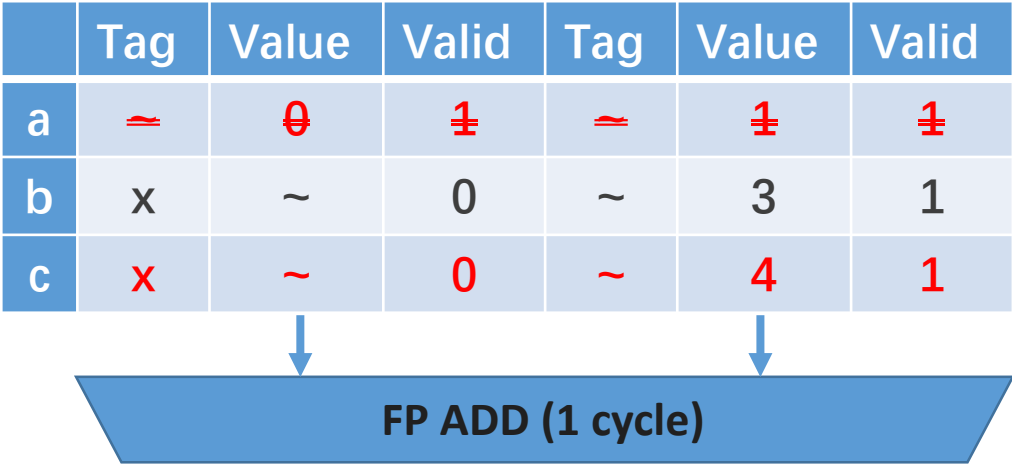 Tag Value Valid Tag Value Valid
a ~ 0 1 ~ 1 1
b x ~ 0 ~ 3 1
c x ~ 0 ~ 4 1
FP ADD (1 cycle)